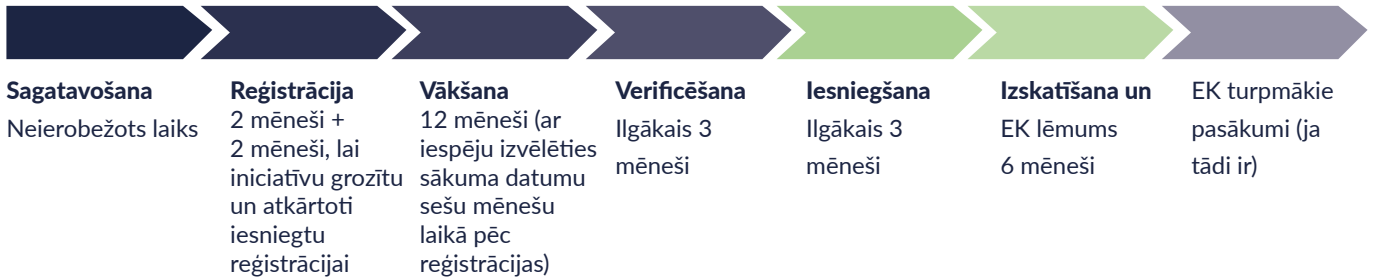 Sagatavošana
Neierobežots laiks
Reģistrācija
2 mēneši +
2 mēneši, lai
iniciatīvu grozītu
un atkārtoti
iesniegtu
reģistrācijai
Vākšana
12 mēneši (ar
iespēju izvēlēties
sākuma datumu
sešu mēnešu
laikā pēc
reģistrācijas)
Verificēšana
Ilgākais 3
mēneši
Iesniegšana
Ilgākais 3
mēneši
Izskatīšana un
EK lēmums
6 mēneši
EK turpmākie
pasākumi (ja
tādi ir)